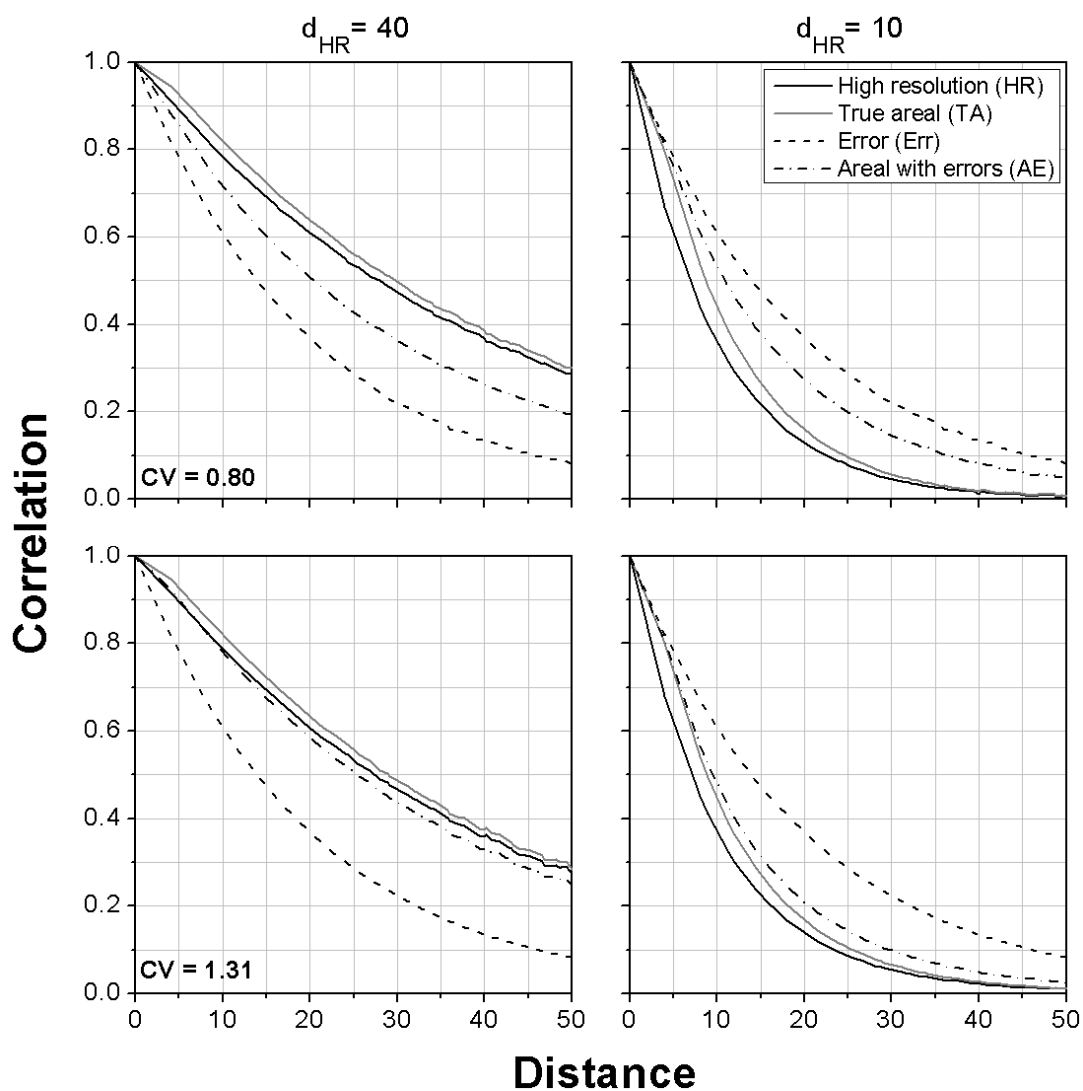 d_HR = 40
d_HR = 10
High resolution (HR)
True areal (TA)
Error (Err)
Areal with errors (AE)
1.0
0.8
0.6
0.4
0.2
0.0
CV = 0.80
1.0
0.8
0.6
0.4
0.2
0.0
CV = 1.31
0 10 20 30 40 50
0 10 20 30 40 50
Correlation
Distance